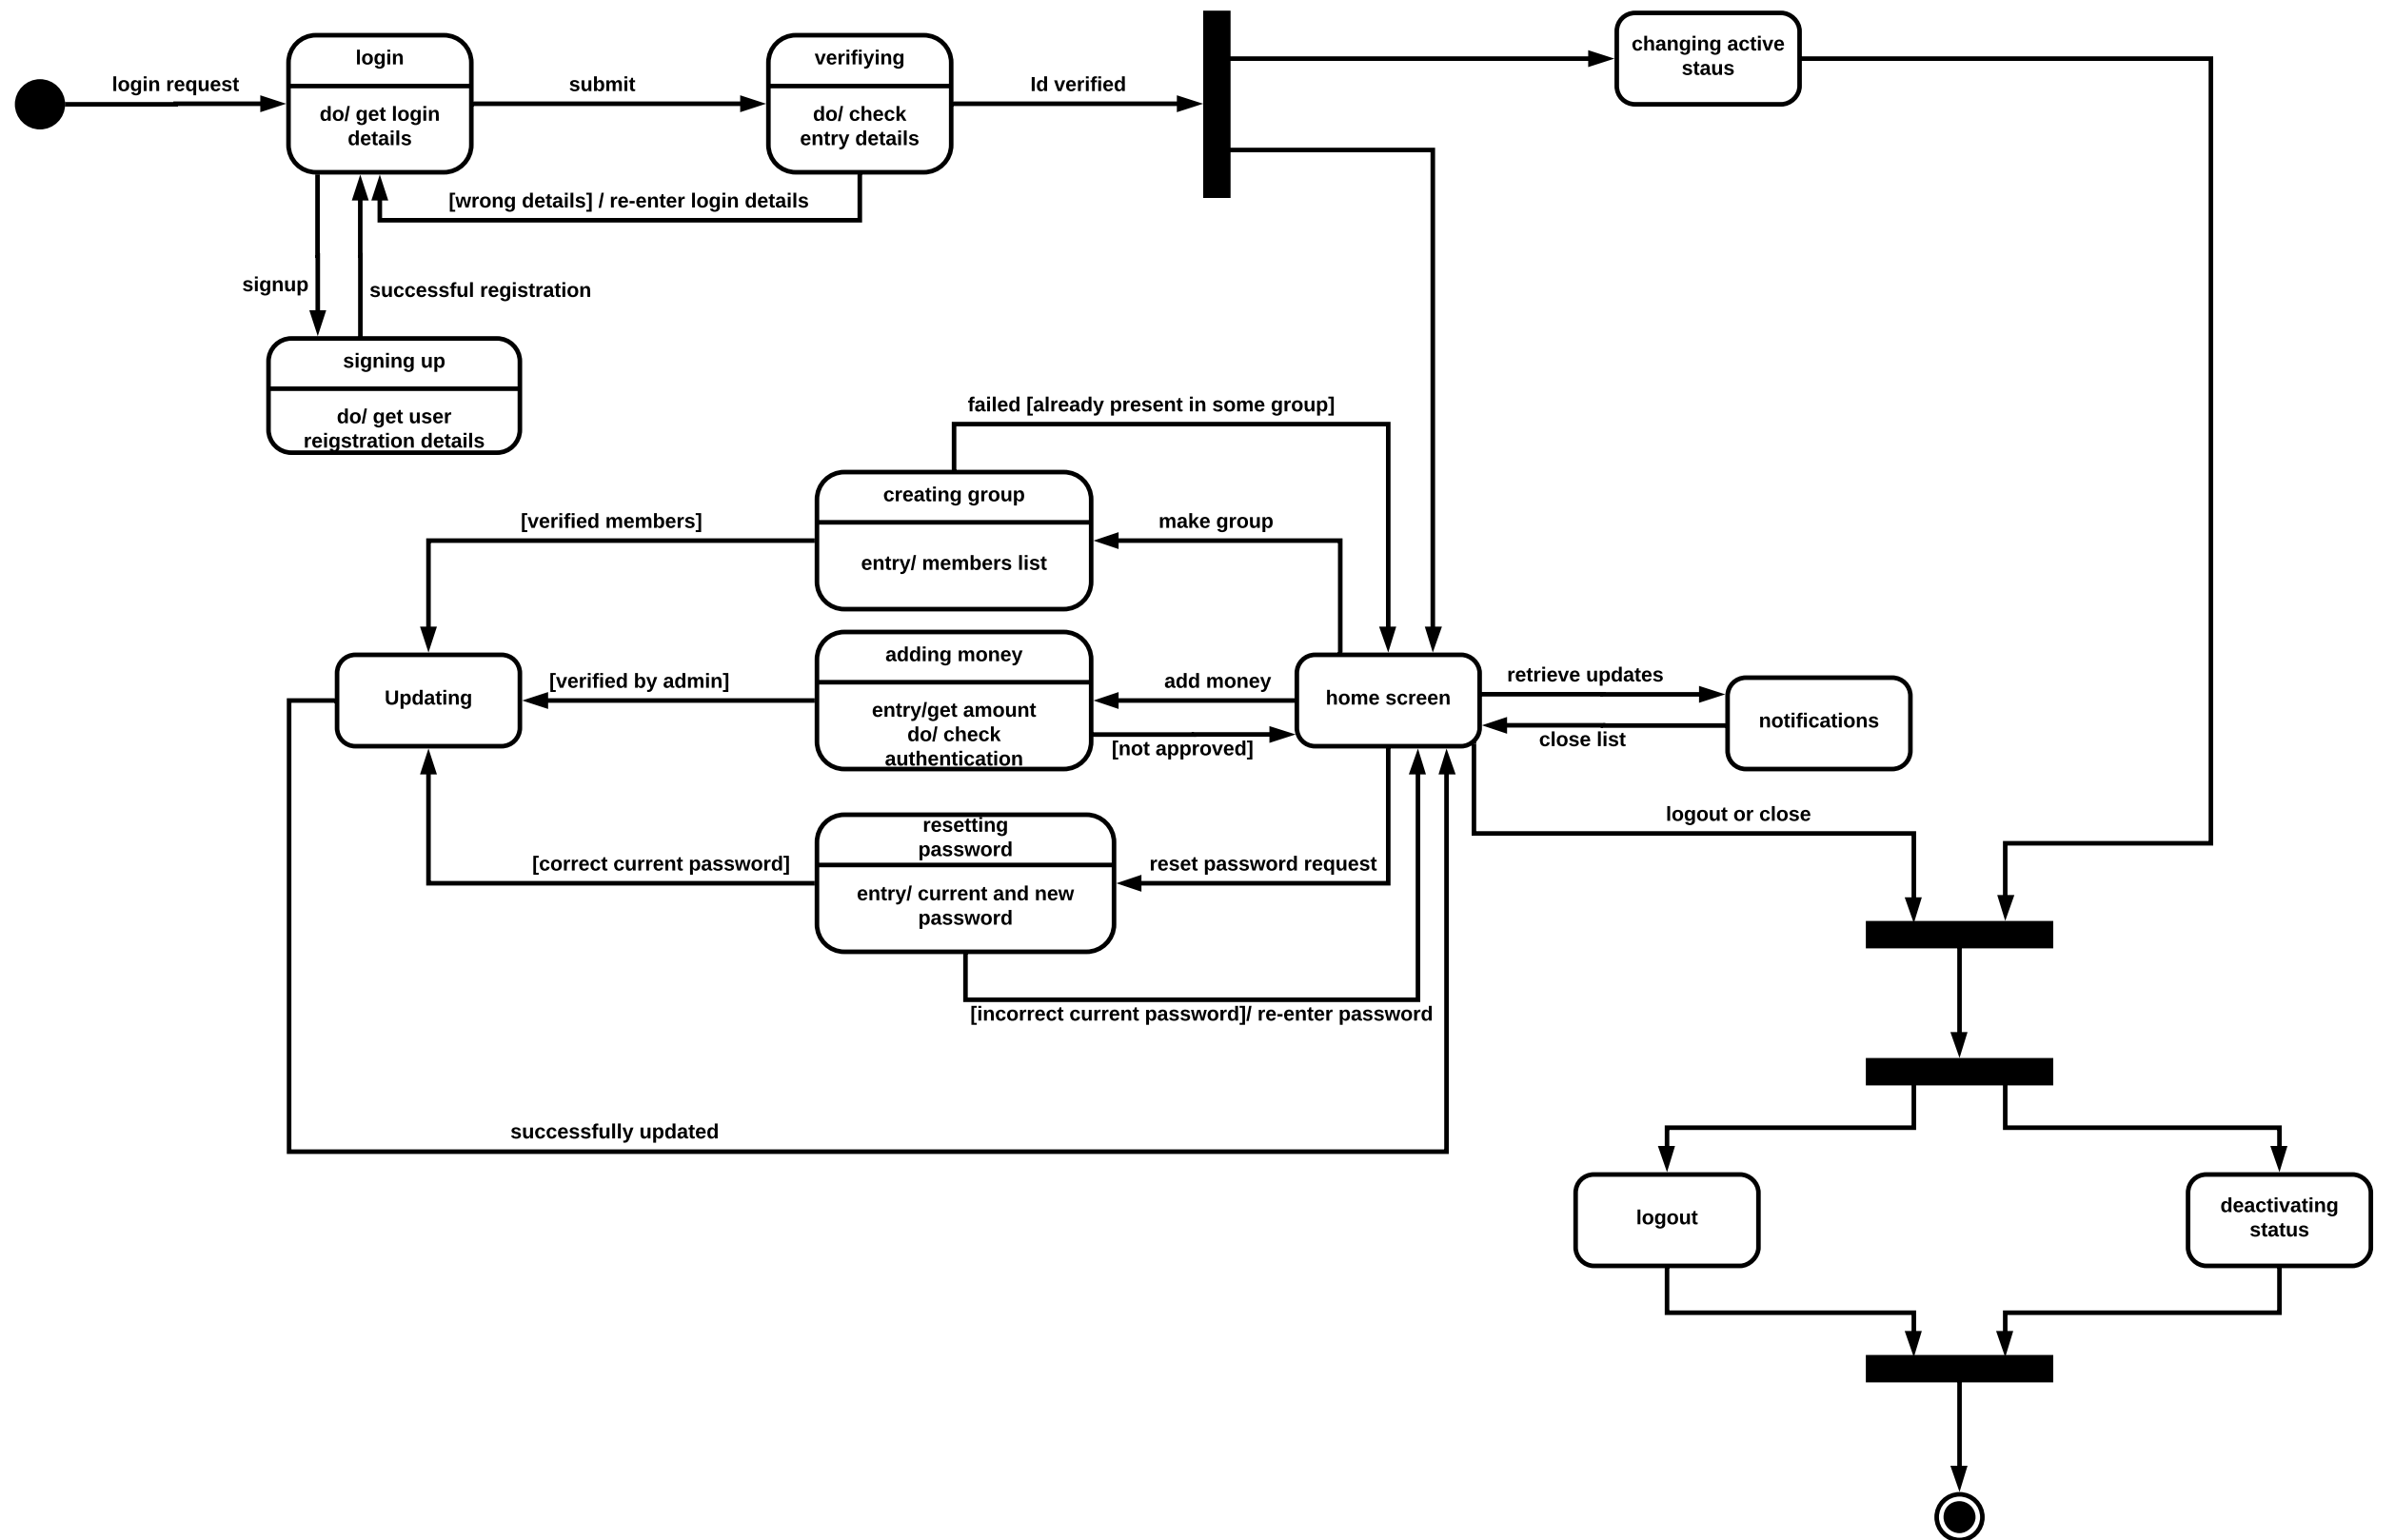 login
do/ get login
details
login request
submit
verifiying
do/ check
entry details
Id verified
changing active
staus
[wrong details] / re-enter login details
signup
successful registration
signing up
do/ get user
reigstration details
failed [already present in some group]
creating group
entry/ members list
[verified members]
make group
adding money
entry/get amount
do/ check
authentication
[verified by admin]
add money
[not approved]
Updating
home screen
retrieve updates
close list
notifications
logout or close
resetting
password
entry/ current and new
password
[correct current password]
reset password request
[incorrect current password]/ re-enter password
successfully updated
logout
deactivating
status